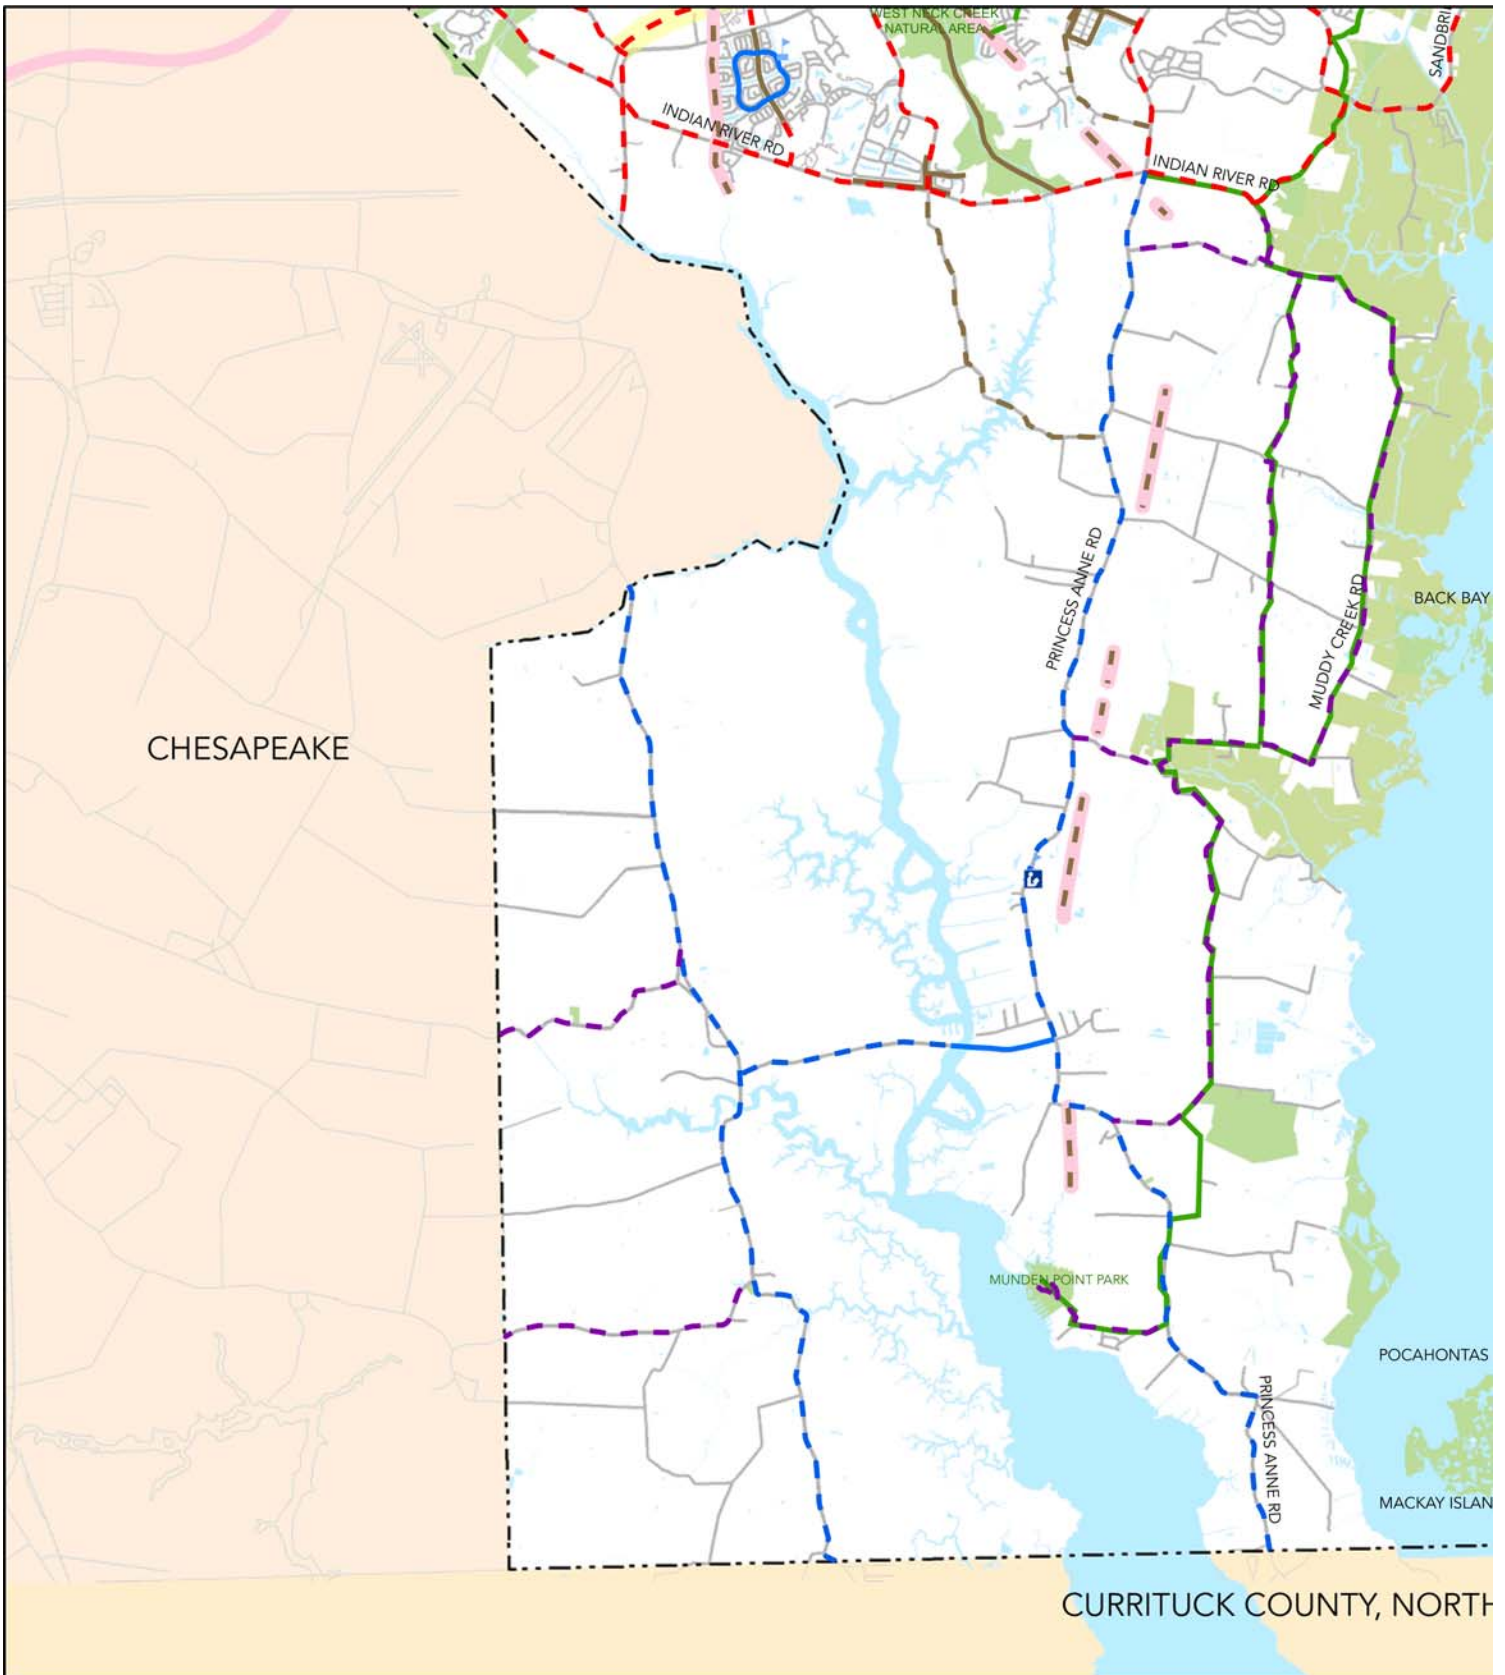 WEST NECK CREEK
NATURAL AREA
SANDBRI
INDIAN RIVER RD
INDIAN RIVER RD
PRINCESS ANNE RD
BACK BAY
MUDDY CREEK RD
CHESAPEAKE
MUNDEN POINT PARK
POCAHONTAS
PRINCESS ANNE RD
MACKAY ISLAN
CURRITUCK COUNTY, NORTH